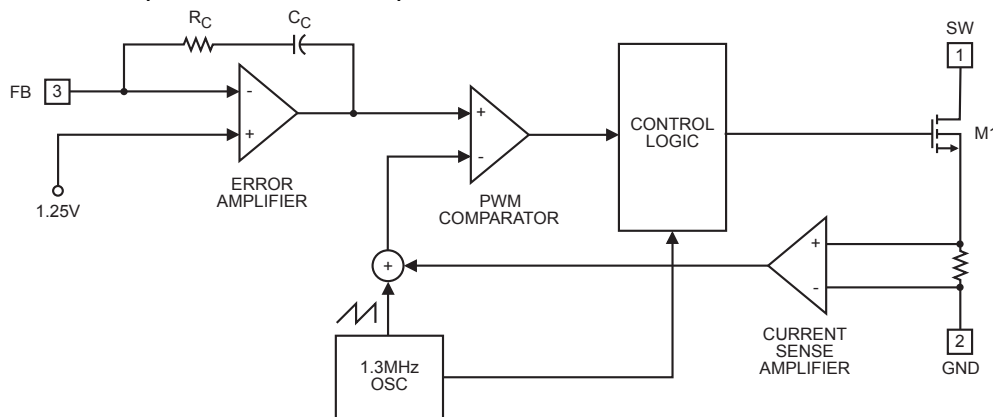 R_C
C_C
FB
3
-
+
1.25V
ERROR
AMPLIFIER
+
-
PWM
COMPARATOR
CONTROL
LOGIC
SW
1
M1
+
-
CURRENT
SENSE
AMPLIFIER
2
GND
+
1.3MHz
OSC